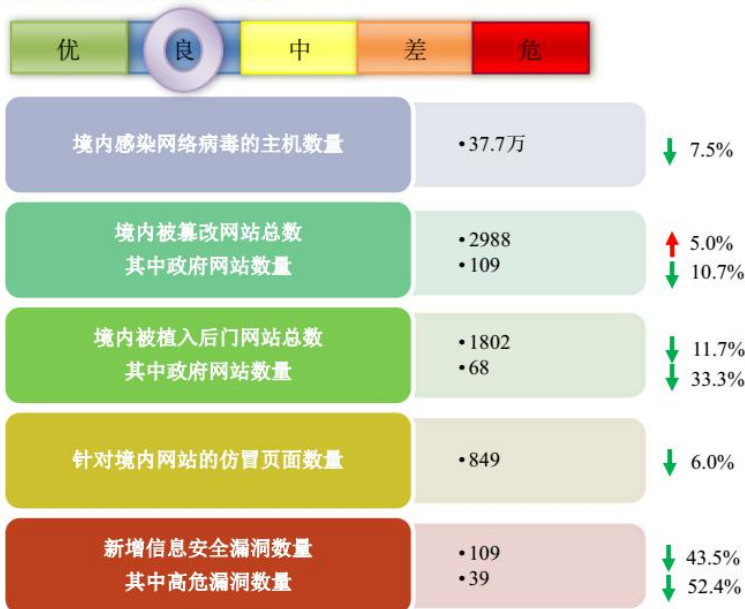 优 良 中 差 危
境内感染网络病毒的主机数量 •37.7万 7.5%
境内被篡改网站总数 •2988 5.0%
其中政府网站数量 •109 10.7%
境内被植入后门网站总数 •1802 11.7%
其中政府网站数量 •68 33.3%
针对境内网站的仿冒页面数量 •849 6.0%
新增信息安全漏洞数量 •109 43.5%
其中高危漏洞数量 •39 52.4%